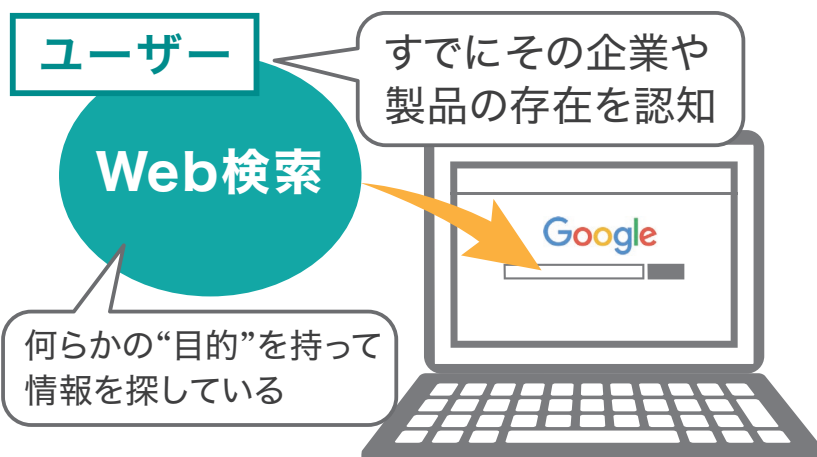 ユーザー
すでにその企業や
製品の存在を認知
Web検索
Google
何らかの“目的”を持って
情報を探している